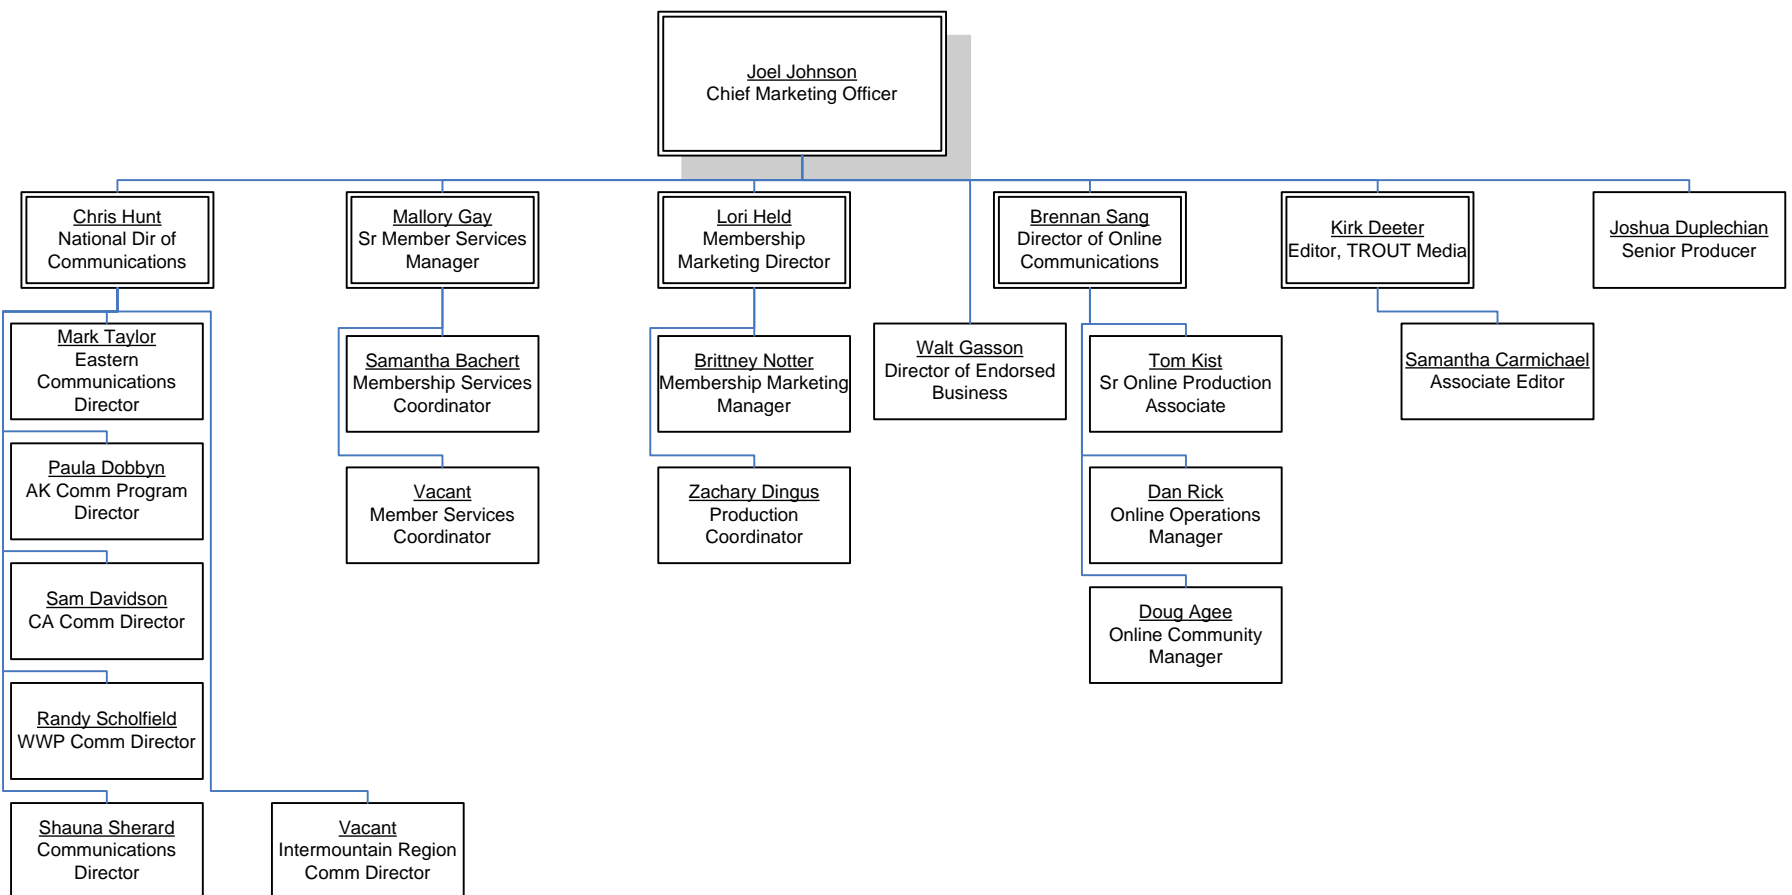 Joel Johnson
Chief Marketing Officer
Chris Hunt
National Dir of
Communications
Mallory Gay
Sr Member Services
Manager
Lori Held
Membership
Marketing Director
Brennan Sang
Director of Online
Communications
Kirk Deeter
Editor, TROUT Media
Joshua Duplechian
Senior Producer
Mark Taylor
Eastern
Communications
Director
Samantha Bachert
Membership Services
Coordinator
Brittney Notter
Membership Marketing
Manager
Walt Gasson
Director of Endorsed
Business
Tom Kist
Sr Online Production
Associate
Samantha Carmichael
Associate Editor
Paula Dobbyn
AK Comm Program
Director
Vacant
Member Services
Coordinator
Zachary Dingus
Production
Coordinator
Dan Rick
Online Operations
Manager
Sam Davidson
CA Comm Director
Doug Agee
Online Community
Manager
Randy Scholfield
WWP Comm Director
Shauna Sherard
Communications
Director
Vacant
Intermountain Region
Comm Director